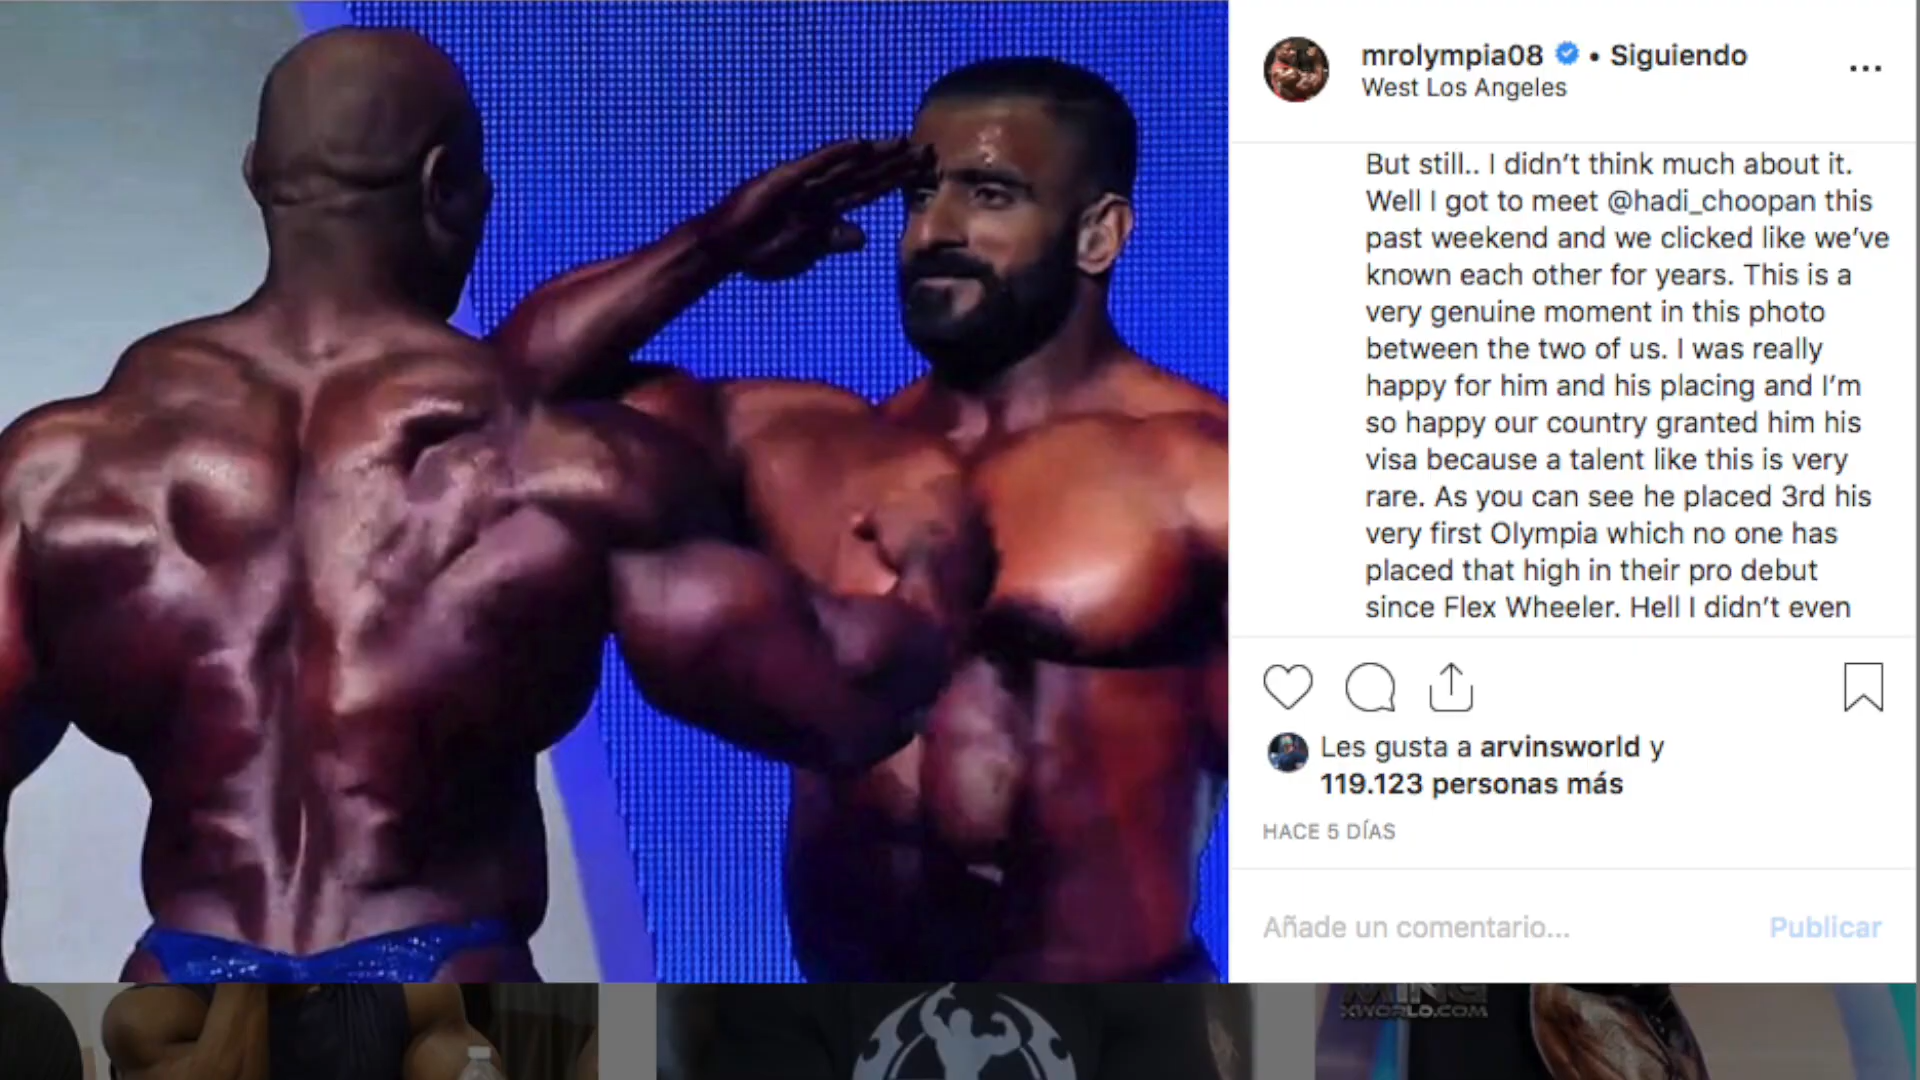 mrolympia08 • Siguiendo
West Los Angeles
But still.. I didn't think much about it.
Well I got to meet @hadi_choopan this
past weekend and we clicked like we've
known each other for years. This is a
very genuine moment in this photo
between the two of us. I was really
happy for him and his placing and I'm
so happy our country granted him his
visa because a talent like this is very
rare. As you can see he placed 3rd his
very first Olympia which no one has
placed that high in their pro debut
since Flex Wheeler. Hell I didn't even
Les gusta a arvinsworld y
119.123 personas más
HACE 5 DÍAS
Añade un comentario...
Publicar
XWORLD.COM